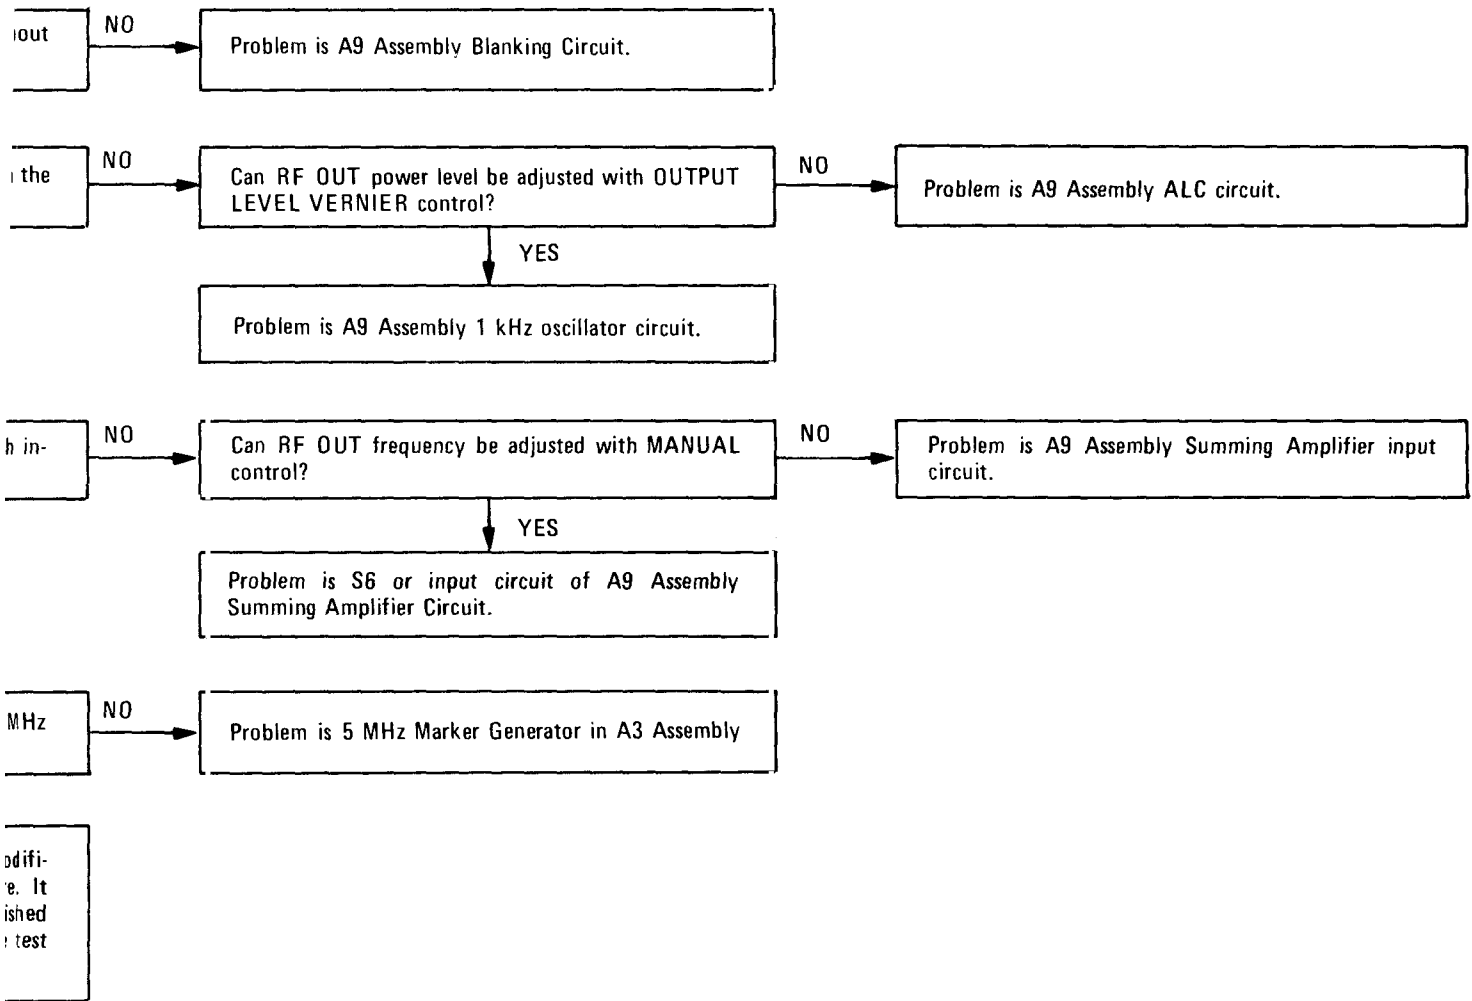 NO
Problem is A9 Assembly Blanking Circuit.
the
NO
Can RF OUT power level be adjusted with OUTPUT
LEVEL VERNIER control?
NO
Problem is A9 Assembly ALC circuit.
YES
Problem is A9 Assembly 1 kHz oscillator circuit.
h in-
NO
Can RF OUT frequency be adjusted with MANUAL
control?
NO
Problem is A9 Assembly Summing Amplifier input
circuit.
YES
Problem is S6 or input circuit of A9 Assembly
Summing Amplifier Circuit.
MHz
NO
Problem is 5 MHz Marker Generator in A3 Assembly
odifi-
e. It
ished
test